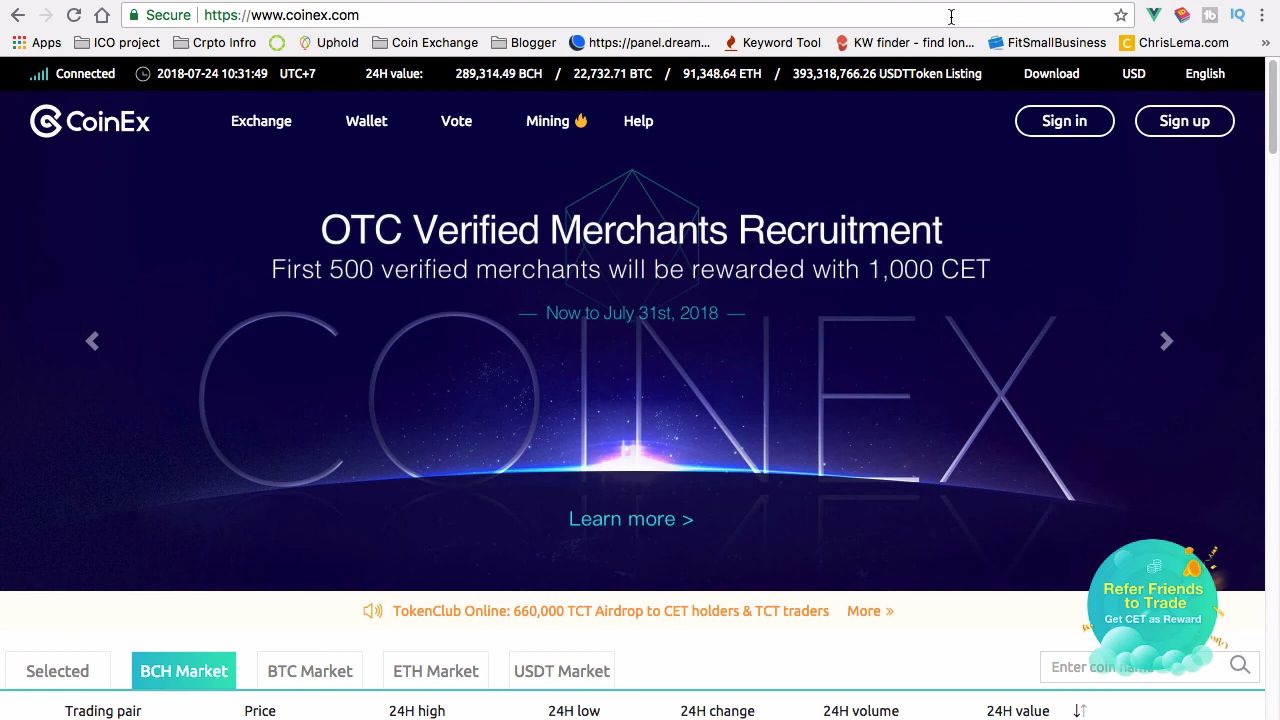 Secure https://www.coinex.com
Apps ICO project Crpto Infro Uphold Coin Exchange Blogger https://panel.dream... Keyword Tool KW finder - find lon... FitSmallBusiness ChrisLema.com »
Connected 2018-07-24 10:31:49 UTC+7 24H value: 289,314.49 BCH / 22,732.71 BTC / 91,348.64 ETH / 393,318,766.26 USDTToken Listing Download USD English
CoinEx Exchange Wallet Vote Mining Help Sign in Sign up
OTC Verified Merchants Recruitment
First 500 verified merchants will be rewarded with 1,000 CET
— Now to July 31st, 2018 —
COINEX
Learn more >
Refer Friends
to Trade
Get CET as Reward
TokenClub Online: 660,000 TCT Airdrop to CET holders & TCT traders More »
Selected BCH Market BTC Market ETH Market USDT Market Enter coin name
Trading pair Price 24H high 24H low 24H change 24H volume 24H value